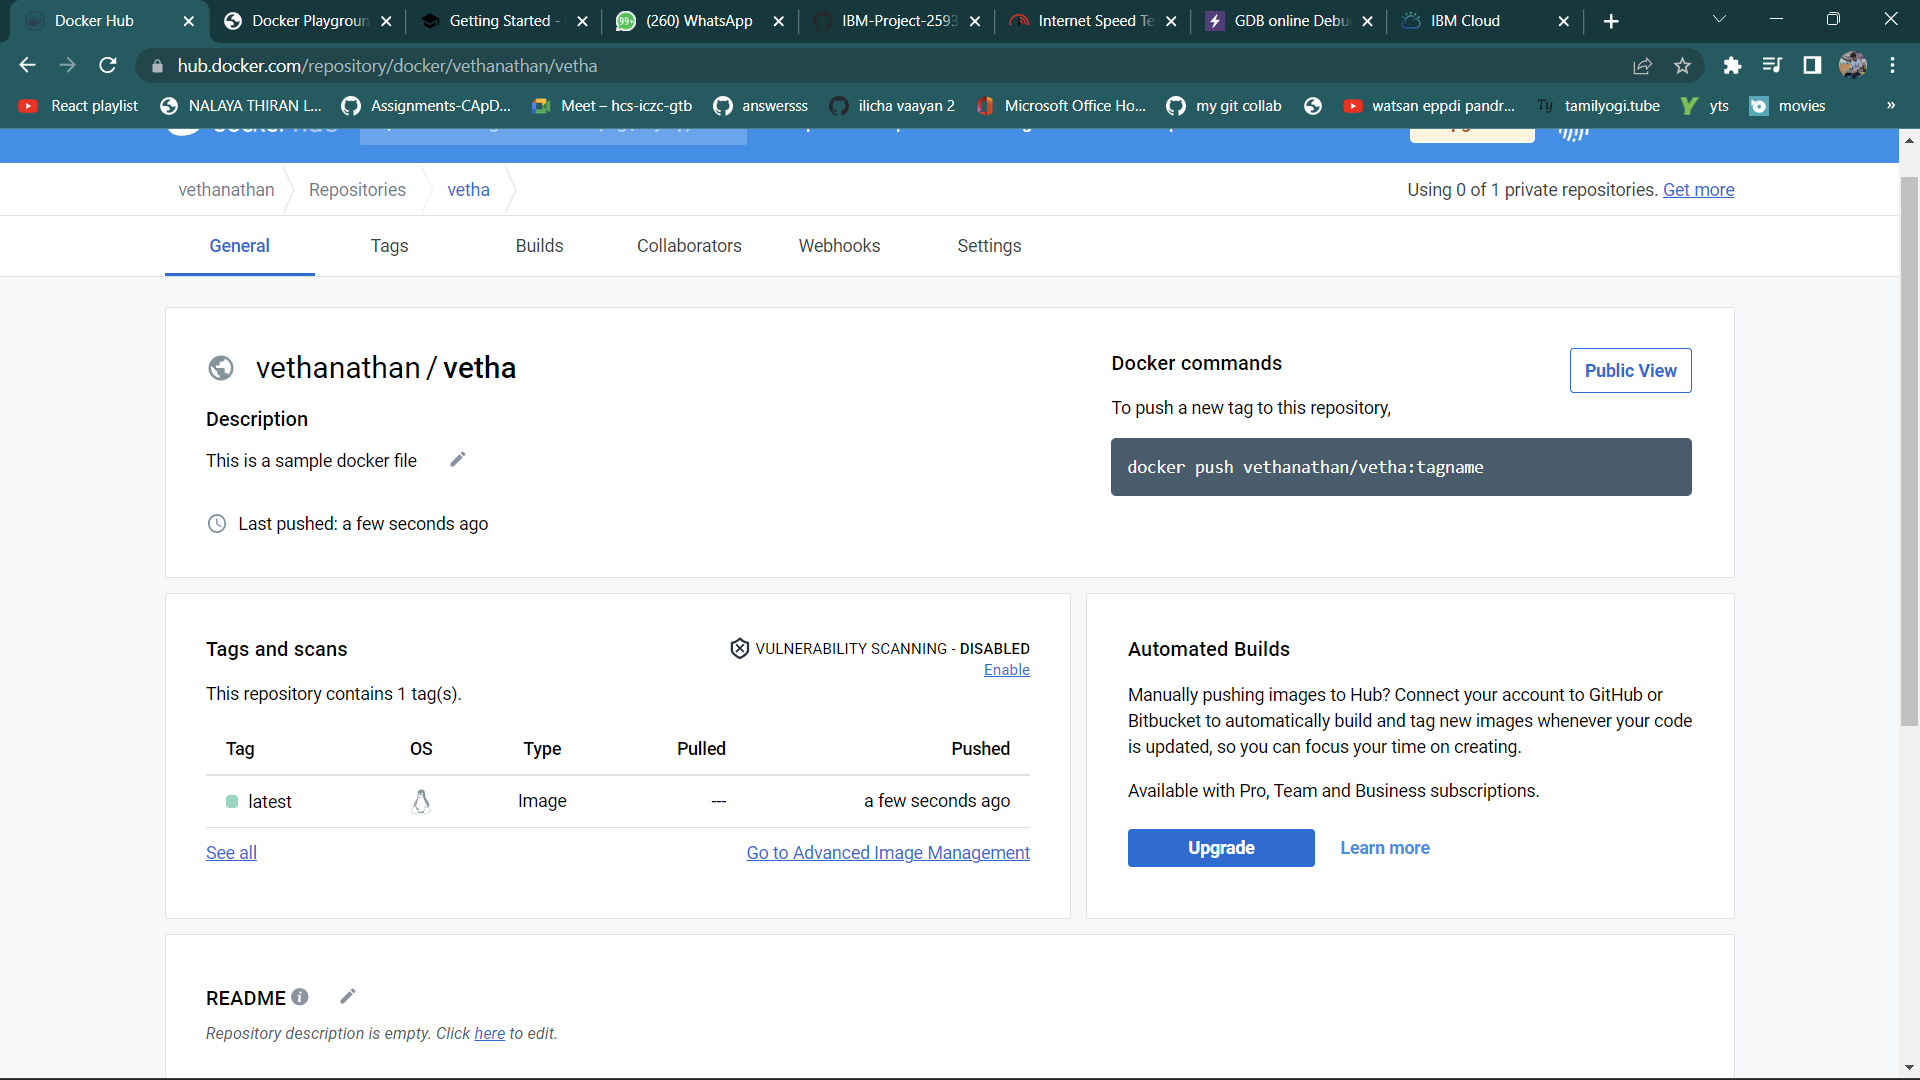 Docker Hub
Docker Playgroun
Getting Started -
(260) WhatsApp
IBM-Project-2593
Internet Speed Te
GDB online Debu
IBM Cloud
hub.docker.com/repository/docker/vethanathan/vetha
React playlist
NALAYA THIRAN L...
Assignments-CApD...
Meet – hcs-iczc-gtb
answersss
ilicha vaayan 2
Microsoft Office Ho...
my git collab
watsan eppdi pandr...
Ty tamilyogi.tube
yts
movies
»
vethanathan
Repositories
vetha
Using 0 of 1 private repositories. Get more
General
Tags
Builds
Collaborators
Webhooks
Settings
vethanathan / vetha
Description
This is a sample docker file
Last pushed: a few seconds ago
Docker commands
Public View
To push a new tag to this repository,
docker push vethanathan/vetha:tagname
Tags and scans
VULNERABILITY SCANNING - DISABLED
Enable
This repository contains 1 tag(s).
Tag OS Type Pulled Pushed
latest Image --- a few seconds ago
See all
Go to Advanced Image Management
Automated Builds
Manually pushing images to Hub? Connect your account to GitHub or
Bitbucket to automatically build and tag new images whenever your code
is updated, so you can focus your time on creating.
Available with Pro, Team and Business subscriptions.
Upgrade
Learn more
README
Repository description is empty. Click here to edit.